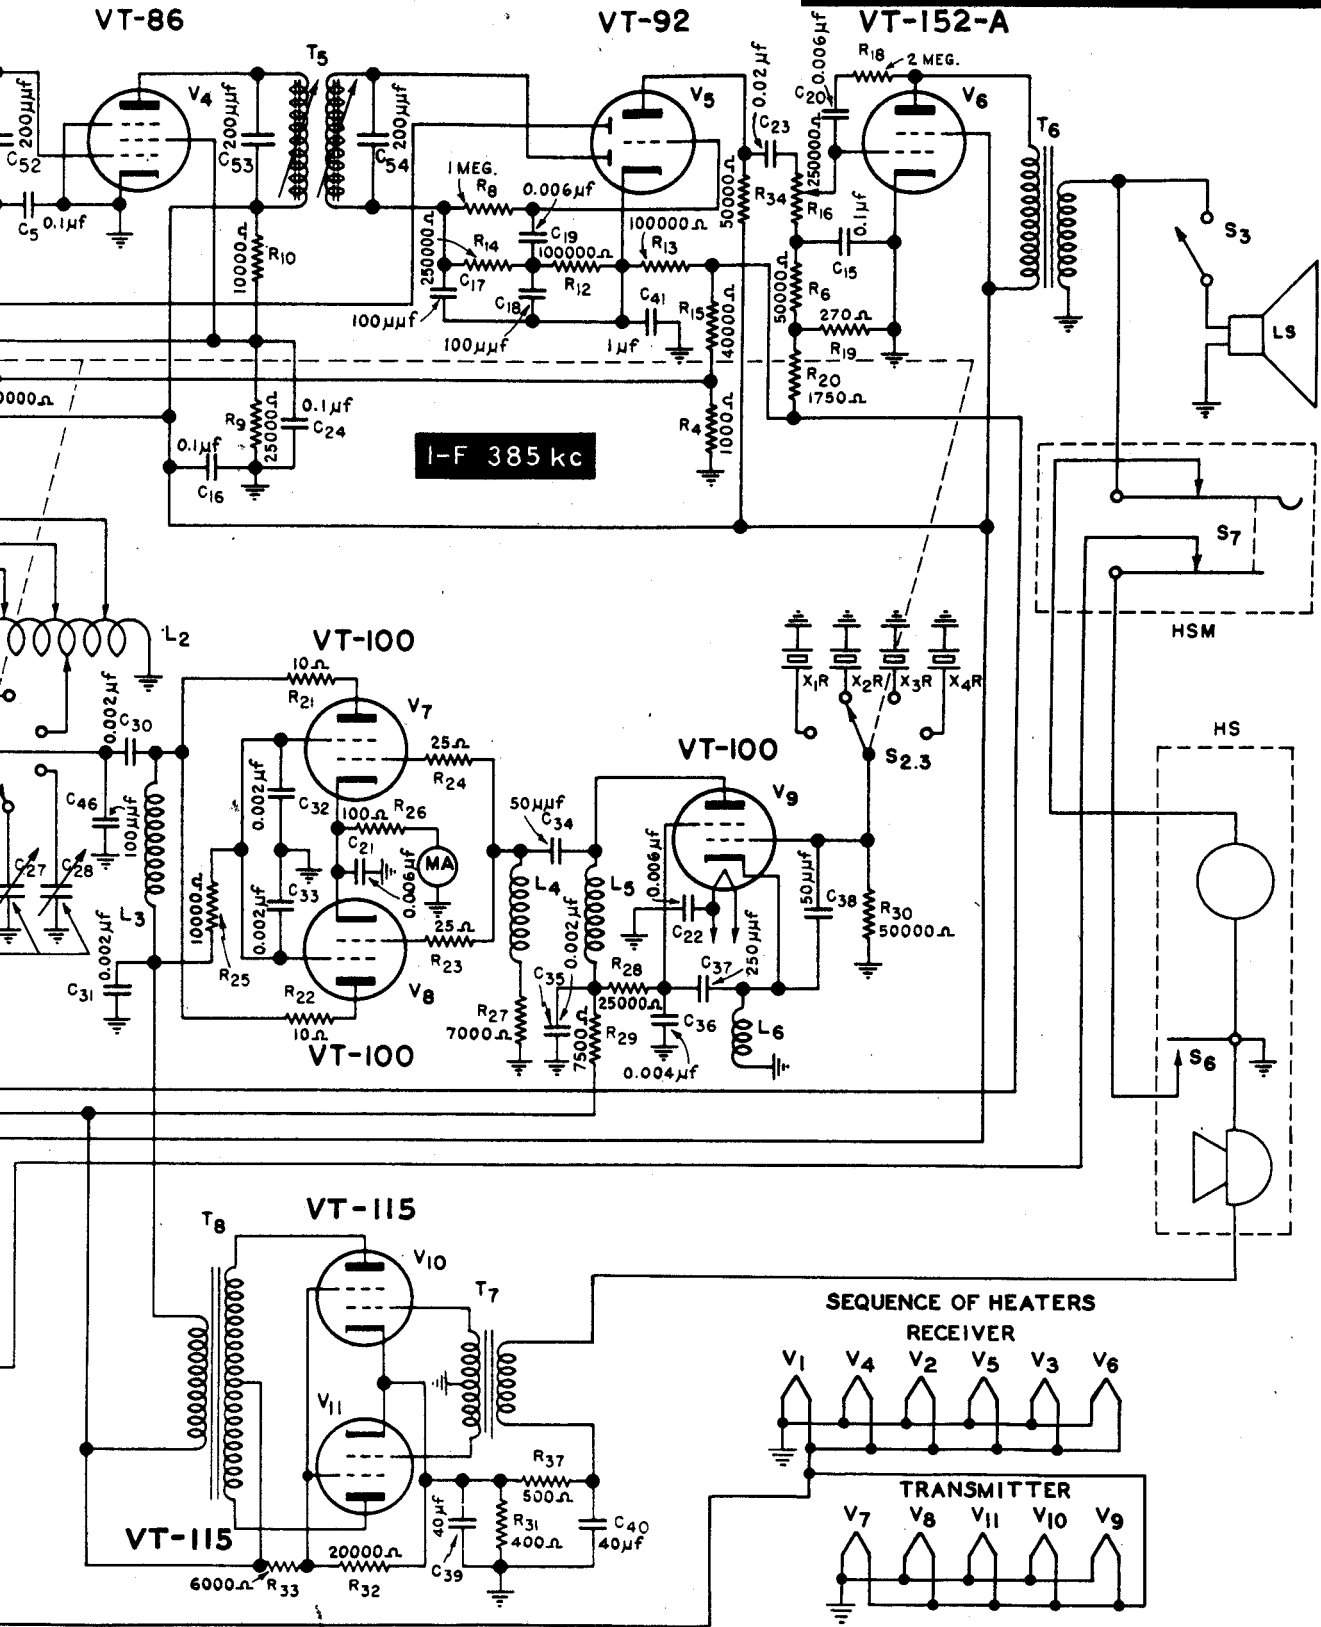 VT-86
VT-92
VT-152-A
T5
V4
V5
V6
200μμf
C52
200μμf
C53
200μμf
C54
C5
0.1μf
0.02μf
C23
C20
0.006μf
R18
2 MEG.
T6
1 MEG.
R8
0.006μf
C19
50000Ω
R34
250000Ω
R16
0.1μf
C15
10000Ω
R10
250000Ω
R14
C17
100000Ω
R12
100000Ω
R13
100μμf
C18
100μμf
C41
1μf
R15
40000Ω
50000Ω
R6
270Ω
R19
R20
1750Ω
S3
LS
0000Ω
R9
25000Ω
0.1μf
C24
0.1μf
C16
I-F 385 kc
R4
1000Ω
S7
HSM
L2
VT-100
10Ω
R21
V7
X1R
X2R
X3R
X4R
S2.3
HS
0.002μf
C30
C46
100μμf
C27
C28
L3
0.002μf
C31
0.002μf
C32
25Ω
R24
100Ω
R26
C21
0.006μf
MA
0.002μf
C33
10000Ω
R25
25Ω
R23
R22
10Ω
V8
VT-100
50μμf
C34
L4
L5
0.002μf
C35
R27
7000Ω
R28
25000Ω
7500Ω
R29
VT-100
V9
0.006μf
C22
C37
250μμf
C36
0.004μf
L6
50μμf
C38
R30
50000Ω
S6
VT-115
T8
V10
T7
V11
VT-115
R37
500Ω
40μf
C39
R31
400Ω
C40
40μf
20000Ω
R32
6000Ω
R33
SEQUENCE OF HEATERS
RECEIVER
V1 V4 V2 V5 V3 V6
TRANSMITTER
V7 V8 V11 V10 V9